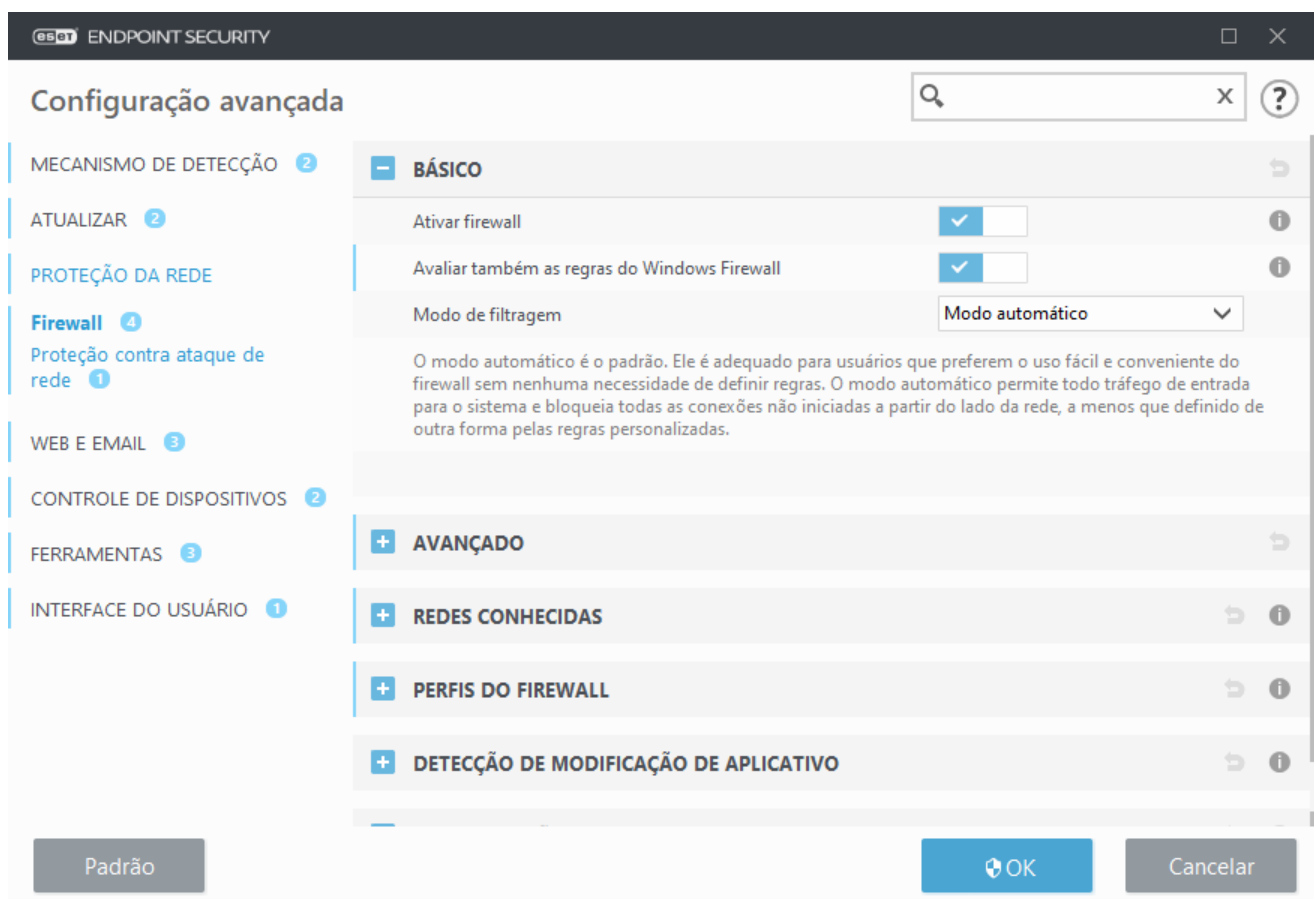 eset ENDPOINT SECURITY
Configuração avançada
MECANISMO DE DETECÇÃO 2
ATUALIZAR 2
PROTEÇÃO DA REDE
Firewall 4
Proteção contra ataque de
rede 1
WEB E EMAIL 3
CONTROLE DE DISPOSITIVOS 2
FERRAMENTAS 3
INTERFACE DO USUÁRIO 1
BÁSICO
Ativar firewall
Avaliar também as regras do Windows Firewall
Modo de filtragem Modo automático
O modo automático é o padrão. Ele é adequado para usuários que preferem o uso fácil e conveniente do
firewall sem nenhuma necessidade de definir regras. O modo automático permite todo tráfego de entrada
para o sistema e bloqueia todas as conexões não iniciadas a partir do lado da rede, a menos que definido de
outra forma pelas regras personalizadas.
AVANÇADO
REDES CONHECIDAS
PERFIS DO FIREWALL
DETECÇÃO DE MODIFICAÇÃO DE APLICATIVO
Padrão OK Cancelar